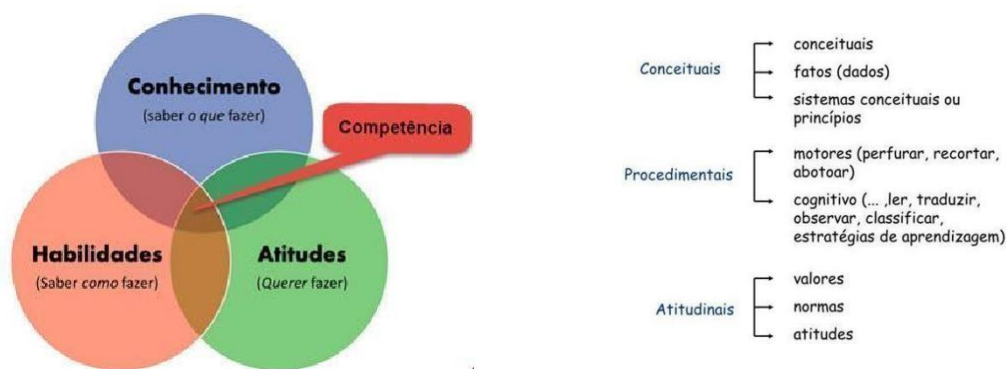 Conhecimento
(saber o que fazer)
Competência
Habilidades
(Saber como fazer)
Atitudes
(Querer fazer)
Conceituais
conceituais
fatos (dados)
sistemas conceituais ou
princípios
Procedimentais
motores (perfurar, recortar,
abotoar)
cognitivo (... ,ler, traduzir,
observar, classificar,
estratégias de aprendizagem)
Atitudinais
valores
normas
atitudes